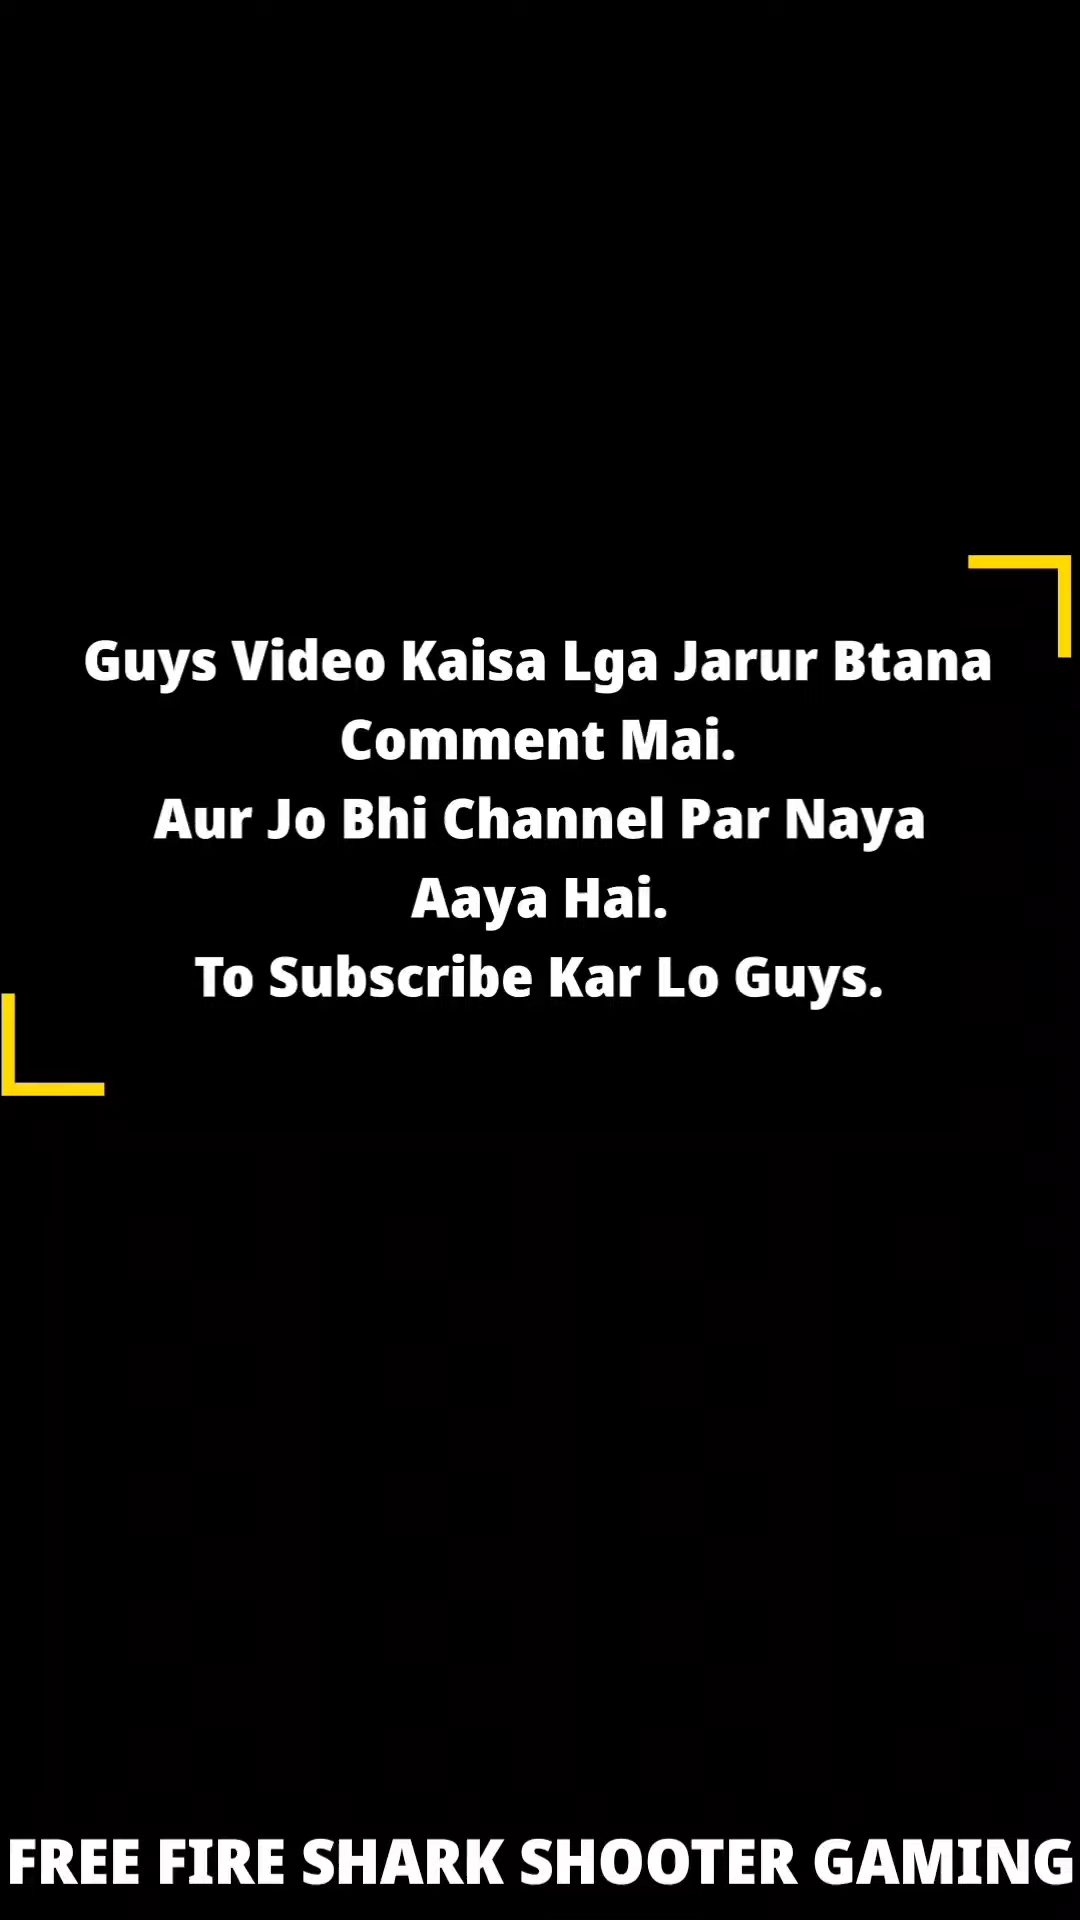 Guys Video Kaisa Lga Jarur Btana
Comment Mai.
Aur Jo Bhi Channel Par Naya
Aaya Hai.
To Subscribe Kar Lo Guys.
FREE FIRE SHARK SHOOTER GAMING